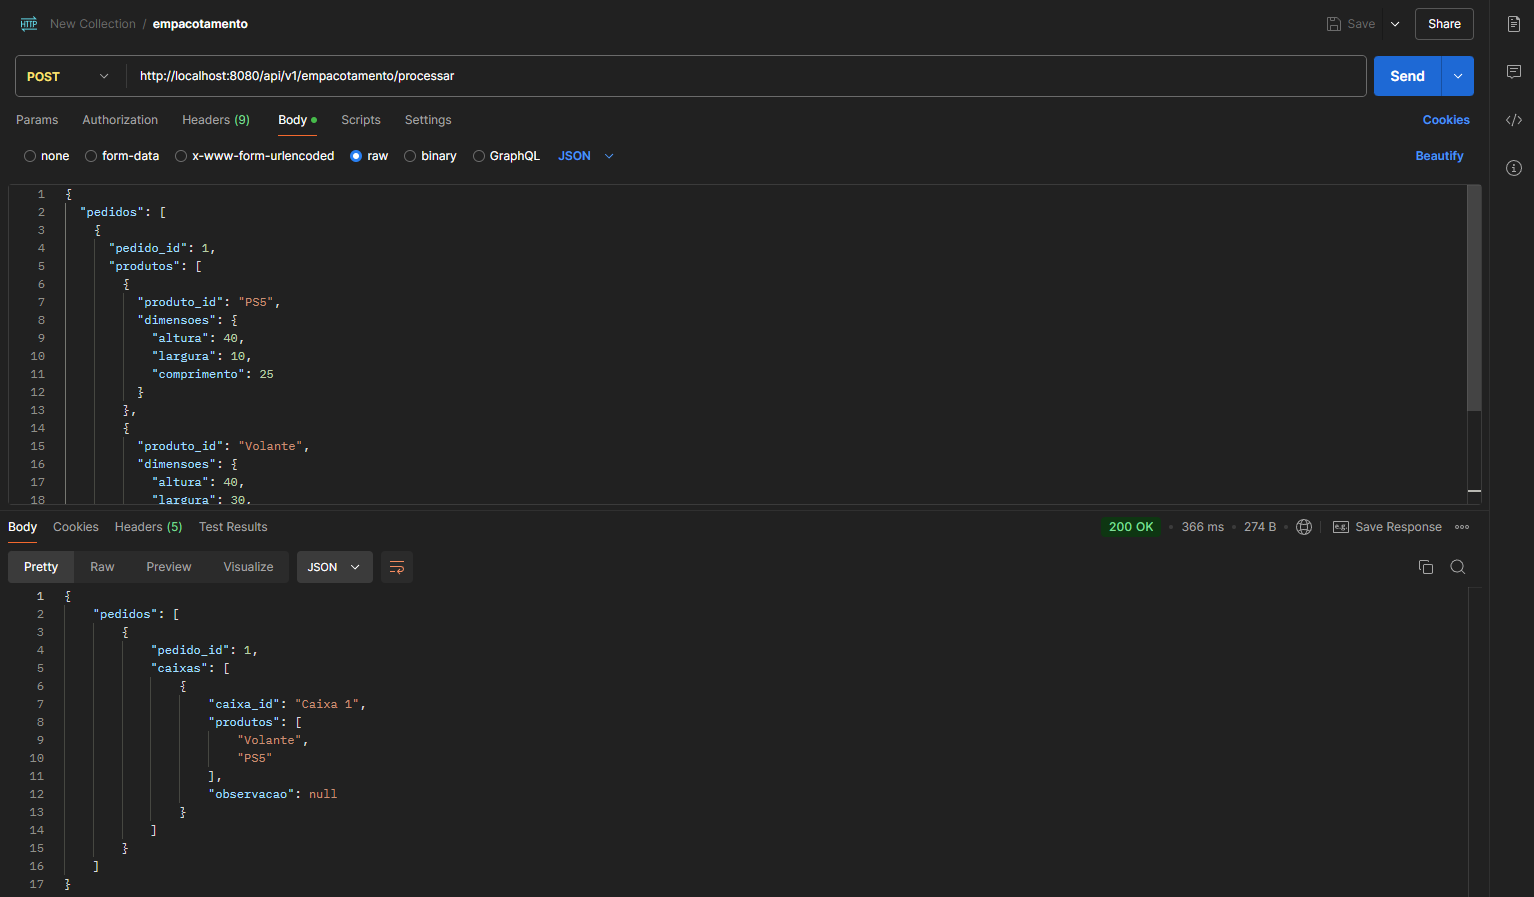 New Collection / empacotamento
Save
Share
POST http://localhost:8080/api/v1/empacotamento/processar
Send
Params Authorization Headers (9) Body Scripts Settings Cookies
none form-data x-www-form-urlencoded raw binary GraphQL JSON Beautify
1 {
2 "pedidos": [
3 {
4 "pedido_id": 1,
5 "produtos": [
6 {
7 "produto_id": "PS5",
8 "dimensoes": {
9 "altura": 40,
10 "largura": 10,
11 "comprimento": 25
12 }
13 },
14 {
15 "produto_id": "Volante",
16 "dimensoes": {
17 "altura": 40,
18 "largura": 30,
Body Cookies Headers (5) Test Results 200 OK 366 ms 274 B e.g. Save Response
Pretty Raw Preview Visualize JSON
1 {
2 "pedidos": [
3 {
4 "pedido_id": 1,
5 "caixas": [
6 {
7 "caixa_id": "Caixa 1",
8 "produtos": [
9 "Volante",
10 "PS5"
11 ],
12 "observacao": null
13 }
14 ]
15 }
16 ]
17 }